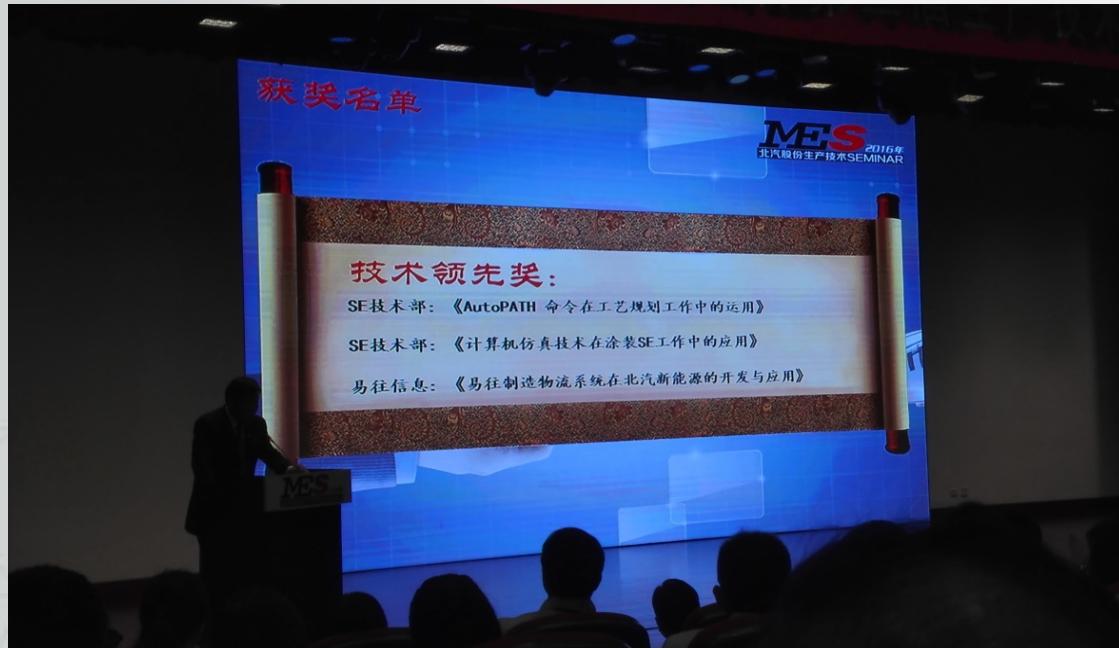 获奖名单
MES 2016年
北汽股份生产技术SEMINAR
技术领先奖：
SE技术部：《AutoPATH 命令在工艺规划工作中的运用》
SE技术部：《计算机仿真技术在涂装SE工作中的应用》
易往信息：《易往制造物流系统在北汽新能源的开发与应用》
MES